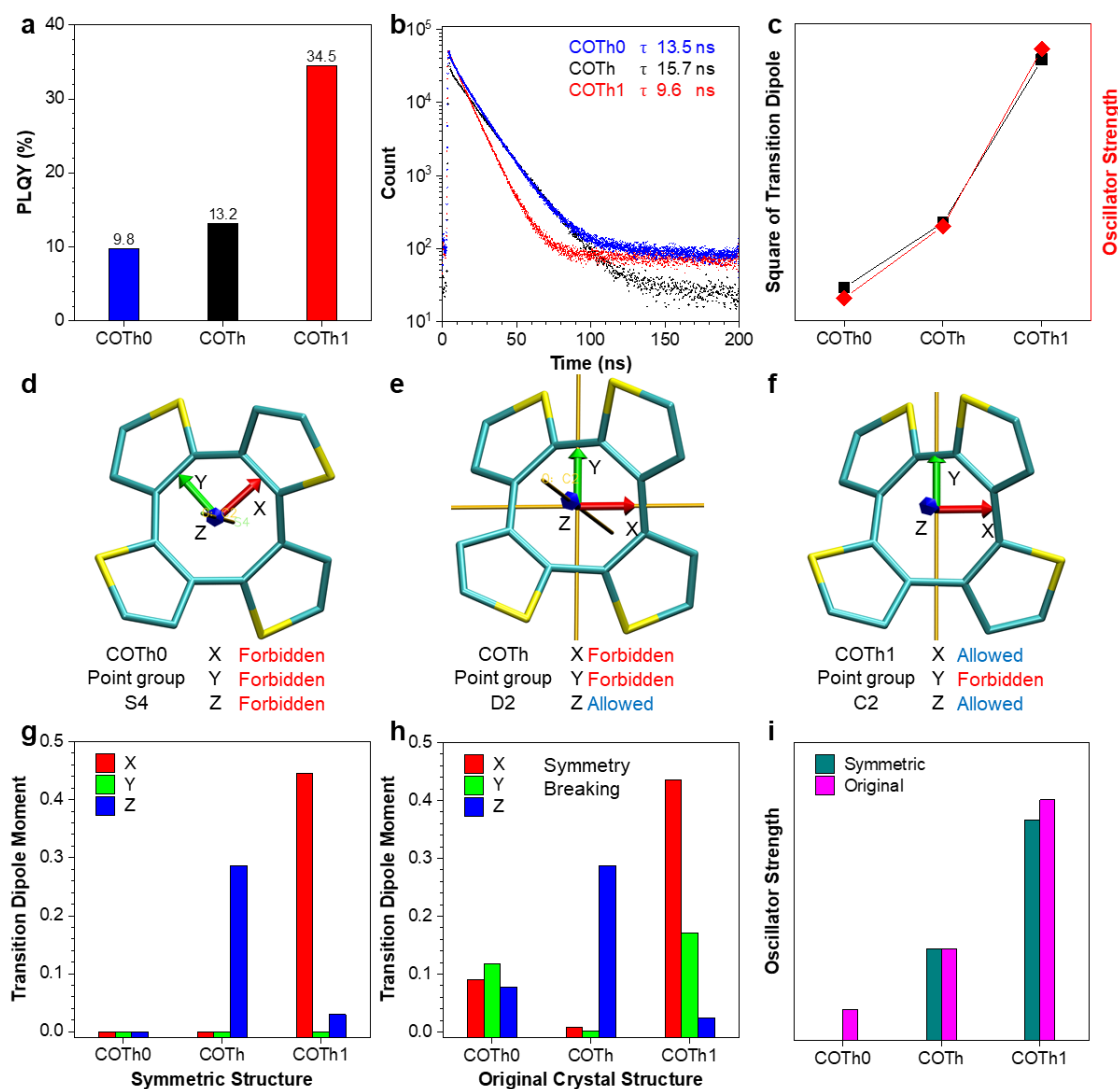 a
PLQY (%)
40
30
20
10
0
9.8
13.2
34.5
COTh0 COTh COTh1
b
Count
10^5
10^4
10^3
10^2
10^1
COTh0 τ 13.5 ns
COTh τ 15.7 ns
COTh1 τ 9.6 ns
0 50 100 150 200
Time (ns)
c
Square of Transition Dipole
Oscillator Strength
COTh0 COTh COTh1
d
Y
X
Z
S4
COTh0 X Forbidden
Point group Y Forbidden
S4 Z Forbidden
e
C2
Y
Z
X
COTh X Forbidden
Point group Y Forbidden
D2 Z Allowed
f
Y
Z
X
COTh1 X Allowed
Point group Y Forbidden
C2 Z Allowed
g
Transition Dipole Moment
0.5
0.4
0.3
0.2
0.1
0.0
X
Y
Z
COTh0 COTh COTh1
Symmetric Structure
h
Transition Dipole Moment
0.5
0.4
0.3
0.2
0.1
0.0
X Symmetry
Y Breaking
Z
COTh0 COTh COTh1
Original Crystal Structure
i
Oscillator Strength
Symmetric
Original
COTh0 COTh COTh1